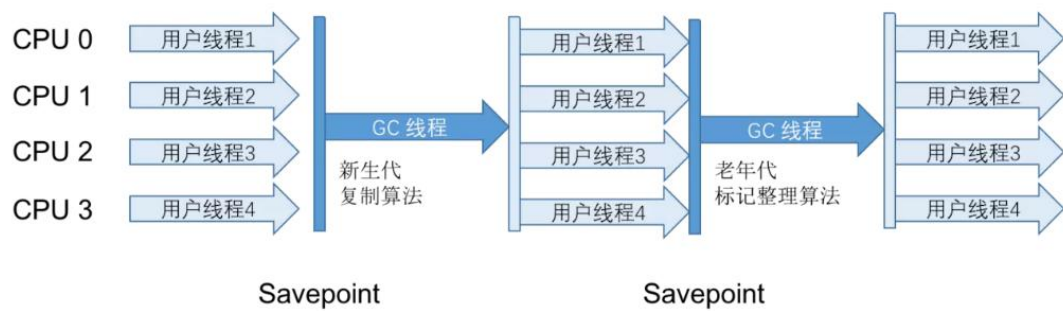 CPU 0
用户线程1
用户线程1
用户线程1
CPU 1
用户线程2
用户线程2
用户线程2
GC 线程
GC 线程
CPU 2
用户线程3
用户线程3
用户线程3
新生代
复制算法
老年代
标记整理算法
CPU 3
用户线程4
用户线程4
用户线程4
Savepoint
Savepoint